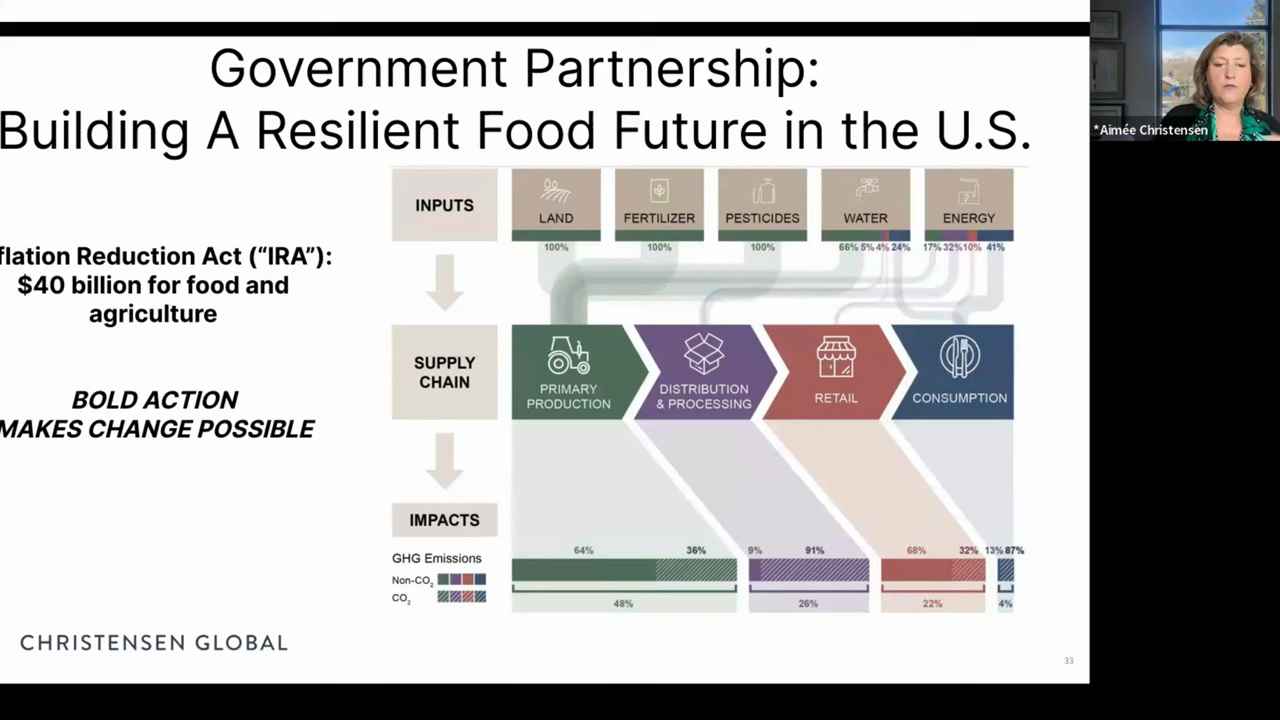 Government Partnership:
Building A Resilient Food Future in the U.S.
flation Reduction Act (“IRA”):
$40 billion for food and
agriculture
BOLD ACTION
MAKES CHANGE POSSIBLE
CHRISTENSEN GLOBAL
INPUTS
LAND
FERTILIZER
PESTICIDES
WATER
ENERGY
100%
100%
100%
66% 5% 4% 24%
17% 32% 10% 41%
SUPPLY
CHAIN
PRIMARY
PRODUCTION
DISTRIBUTION
& PROCESSING
RETAIL
CONSUMPTION
IMPACTS
GHG Emissions
Non-CO₂
CO₂
64% 36%
9% 91%
68% 32%
13% 87%
48%
26%
22%
4%
33
*Aimée Christensen